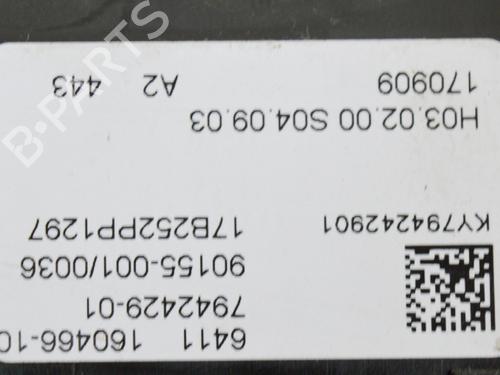 6411 160466-10
7942429-01
90155-001/0036
17B252PP1297
KY794242901
H03.02.00 S04.09.03
170909 A2 443
B-PARTS